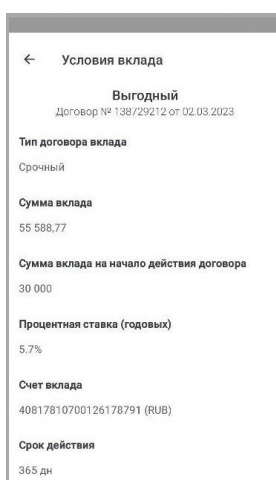 ← Условия вклада
Выгодный
Договор № 138729212 от 02.03.2023
Тип договора вклада
Срочный
Сумма вклада
55 588,77
Сумма вклада на начало действия договора
30 000
Процентная ставка (годовых)
5.7%
Счет вклада
40817810700126178791 (RUB)
Срок действия
365 дн